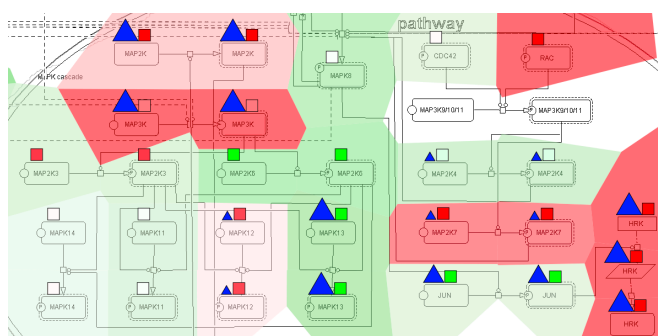 pathway
MAP2K
MAP2K
MAPK8
CDC42
RAC
MAPK cascade
MAP3K
MAP3K
MAP3K9/10/11
MAP3K9/10/11
MAP2K3
MAP2K3
MAP2K6
MAP2K6
MAP2K4
MAP2K4
MAPK14
MAPK11
MAPK12
MAPK13
MAP2K7
MAP2K7
HRK
HRK
JUN
JUN
MAPK14
MAPK11
MAPK12
MAPK13
HRK